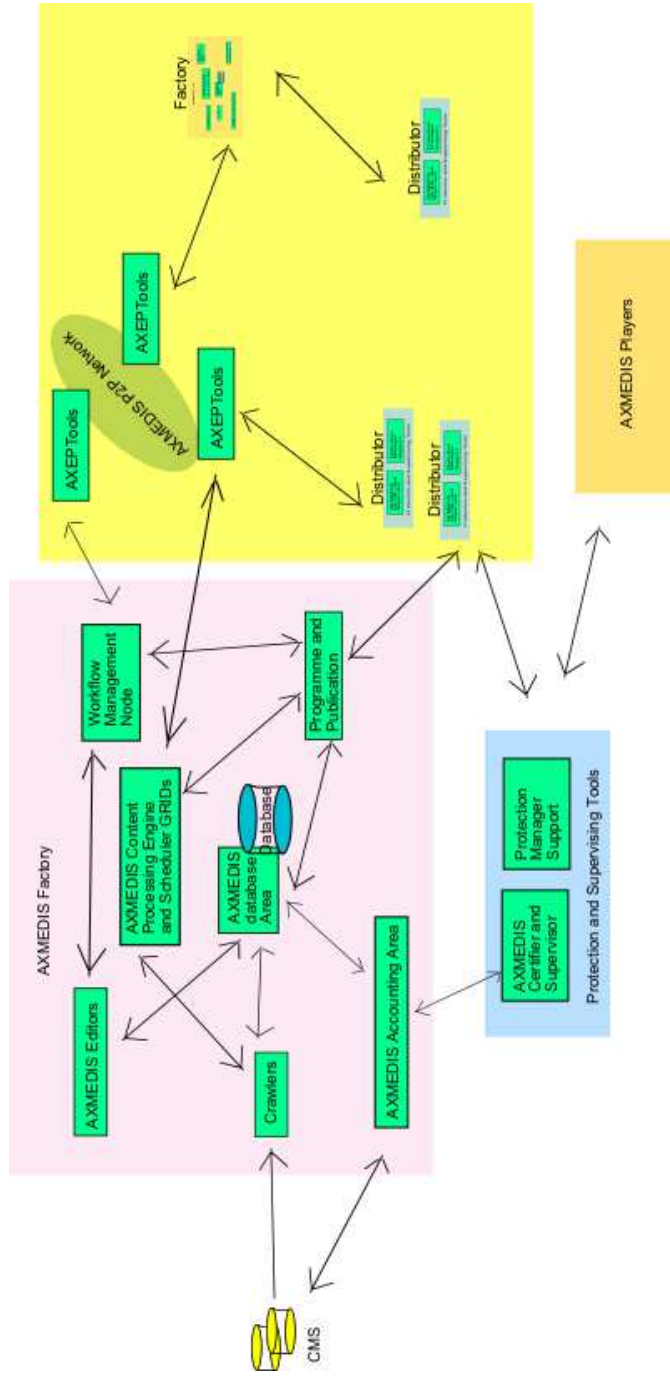 AXMEDIS Factory
AXMEDIS Editors
Workflow
Management
Node
AXMEDIS Content
Processing Engine
and Scheduler GRIDs
Crawlers
AXMEDIS
database
Area
Database
Programme and
Publication
AXMEDIS Accounting Area
CMS
AXEPTools
AXMEDIS P2P Network
AXEPTools
AXEPTools
Factory
Distributor
Distributor
Distributor
AXMEDIS
Certifier and
Supervisor
Protection
Manager
Support
Protection and Supervising Tools
AXMEDIS Players